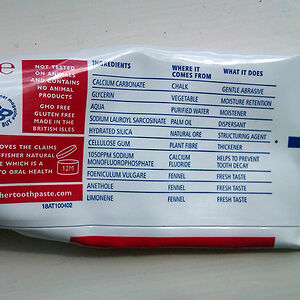 e
NOT TESTED
ON ANIMALS
AND CONTAINS
NO ANIMAL
PRODUCTS
GMO FREE
GLUTEN FREE
MADE IN THE
BRITISH ISLES
BUY
OVES THE CLAIMS
FISHER NATURAL
E WHICH IS A
TO ORAL HEALTH
12M
hertoothpaste.com
18AT100402
INGREDIENTS WHERE IT COMES FROM WHAT IT DOES
CALCIUM CARBONATE CHALK GENTLE ABRASIVE
GLYCERIN VEGETABLE MOISTURE RETENTION
AQUA PURIFIED WATER MOISTENER
SODIUM LAUROYL SARCOSINATE PALM OIL DISPERSANT
HYDRATED SILICA NATURAL ORE STRUCTURING AGENT
CELLULOSE GUM PLANT FIBRE THICKENER
1050PPM SODIUM MONOFLUOROPHOSPHATE CALCIUM FLUORIDE HELPS TO PREVENT TOOTH DECAY
FOENICULUM VULGARE FENNEL FRESH TASTE
ANETHOLE FENNEL FRESH TASTE
LIMONENE FENNEL FRESH TASTE